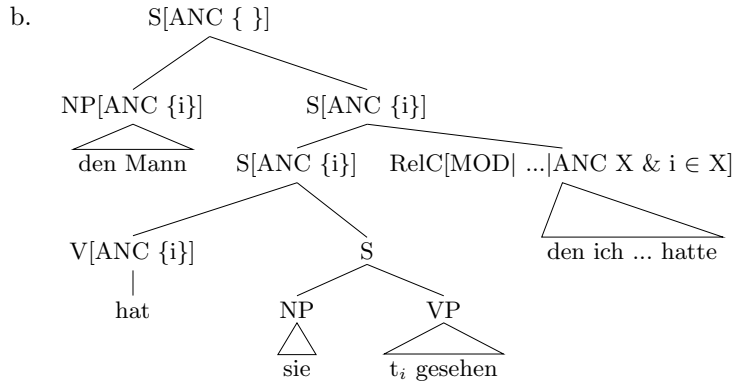 b. S[ANC { }]
NP[ANC {i}] S[ANC {i}]
den Mann S[ANC {i}] RelC[MOD| ...|ANC X & i ∈ X]
V[ANC {i}] S den ich ... hatte
hat NP VP
sie t_i gesehen